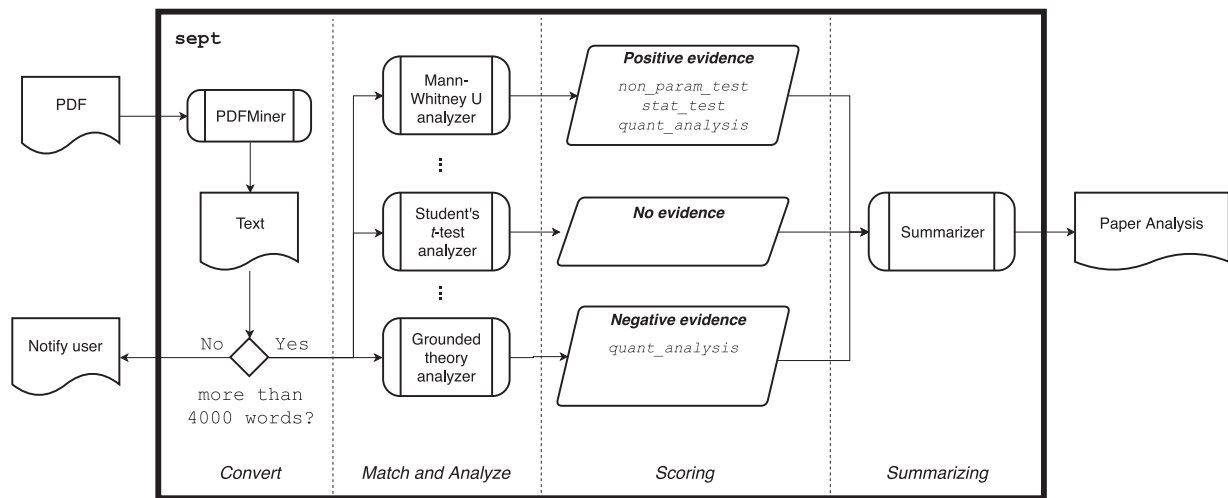 sept
PDF
PDFMiner
Text
No
Yes
more than
4000 words?
Notify user
Convert
Mann-
Whitney U
analyzer
...
Student's
t-test
analyzer
...
Grounded
theory
analyzer
Match and Analyze
Positive evidence
non_param_test
stat_test
quant_analysis
No evidence
Negative evidence
quant_analysis
Scoring
Summarizer
Summarizing
Paper Analysis